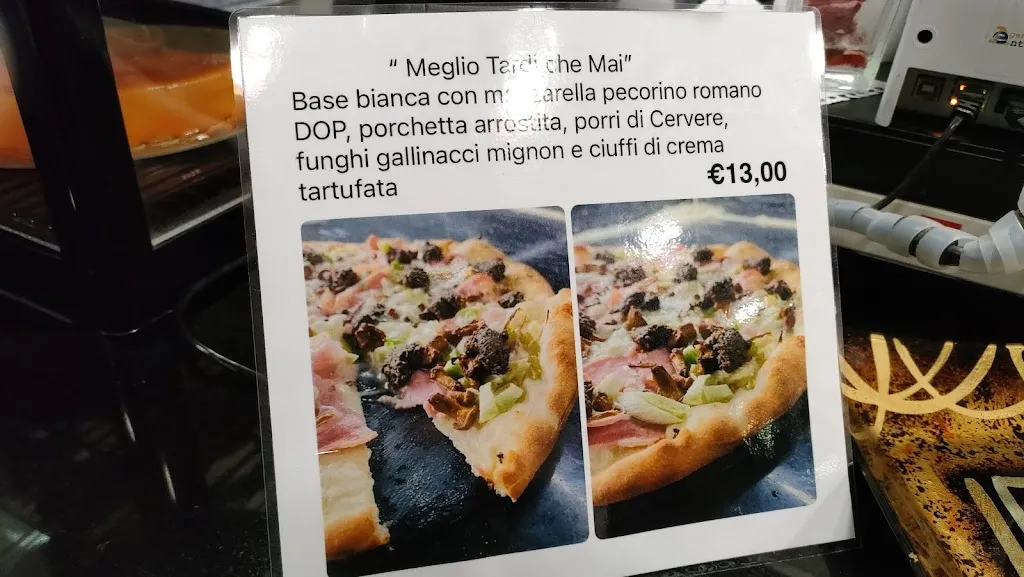 “ Meglio Tardi che Mai”
Base bianca con mozzarella pecorino romano
DOP, porchetta arrostita, porri di Cervere,
funghi gallinacci mignon e ciuffi di crema
tartufata
€13,00